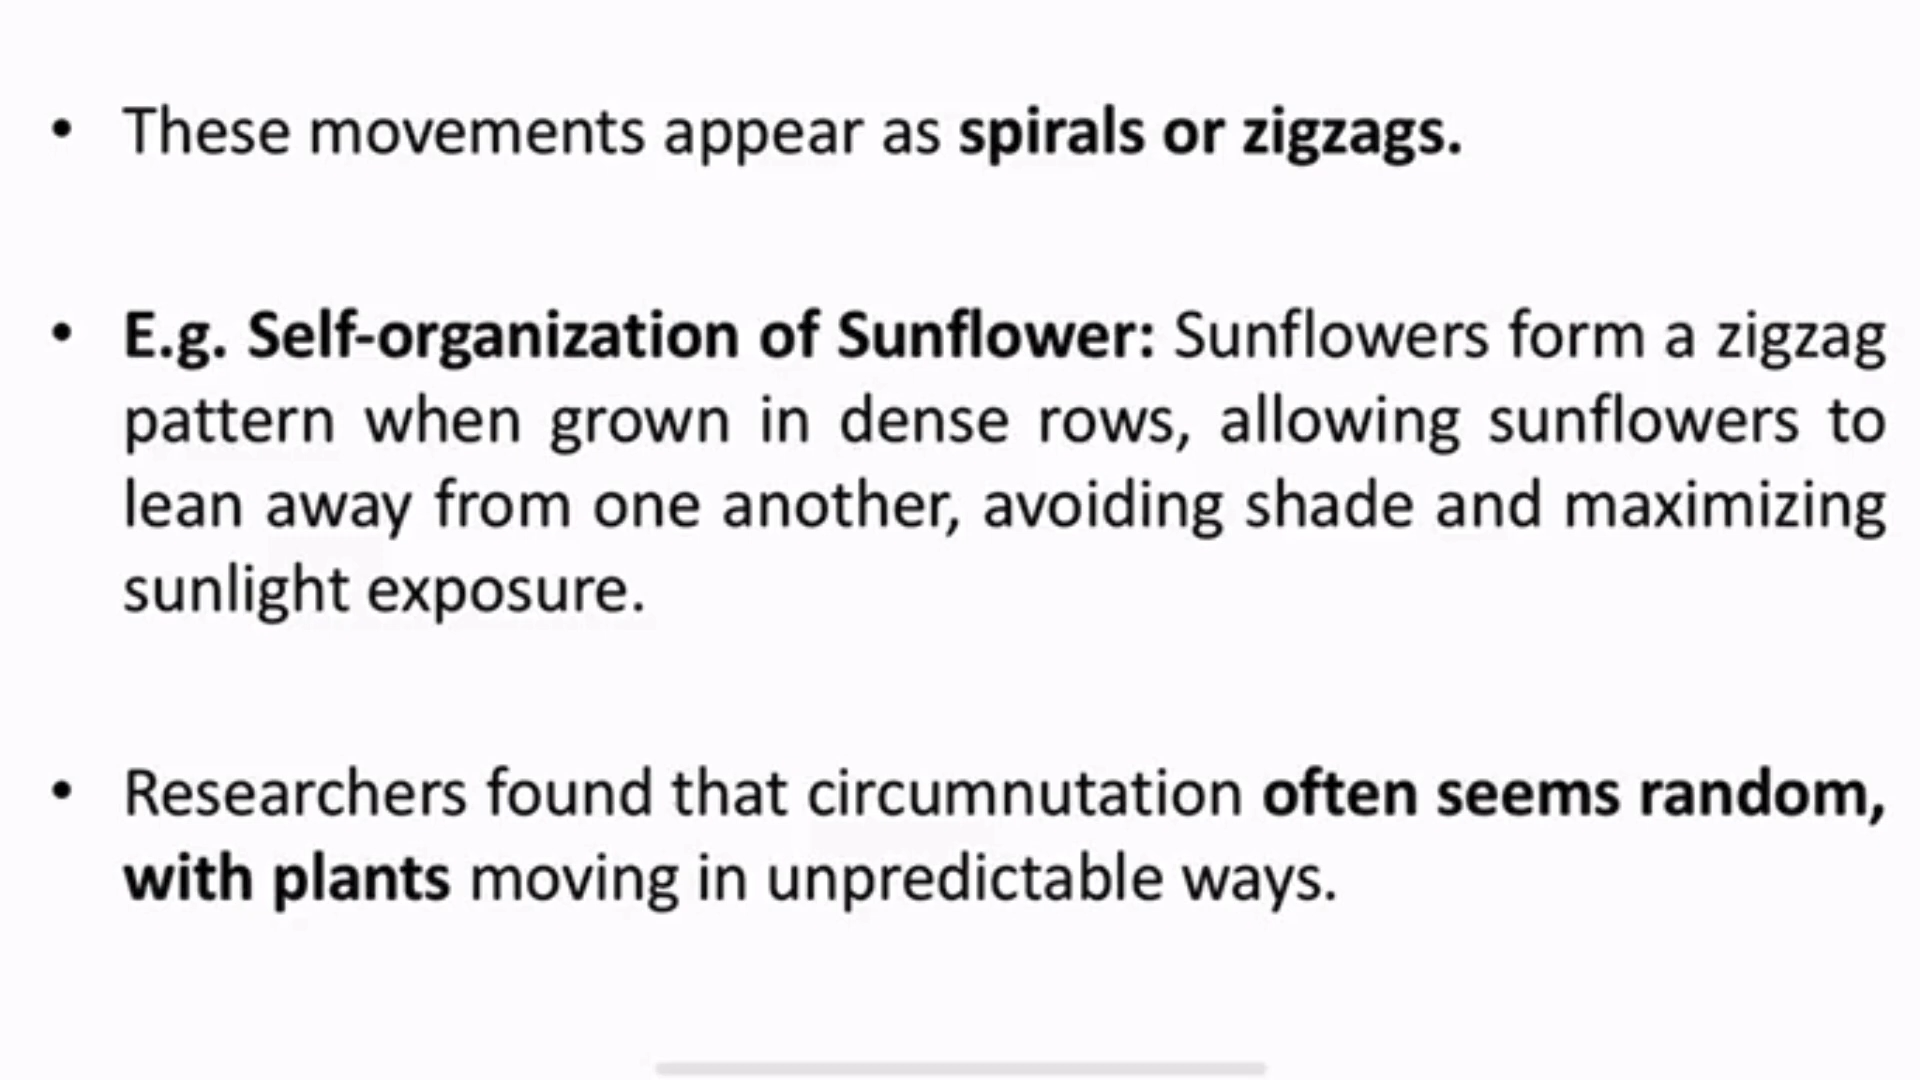 • These movements appear as spirals or zigzags.
• E.g. Self-organization of Sunflower: Sunflowers form a zigzag
pattern when grown in dense rows, allowing sunflowers to
lean away from one another, avoiding shade and maximizing
sunlight exposure.
• Researchers found that circumnutation often seems random,
with plants moving in unpredictable ways.